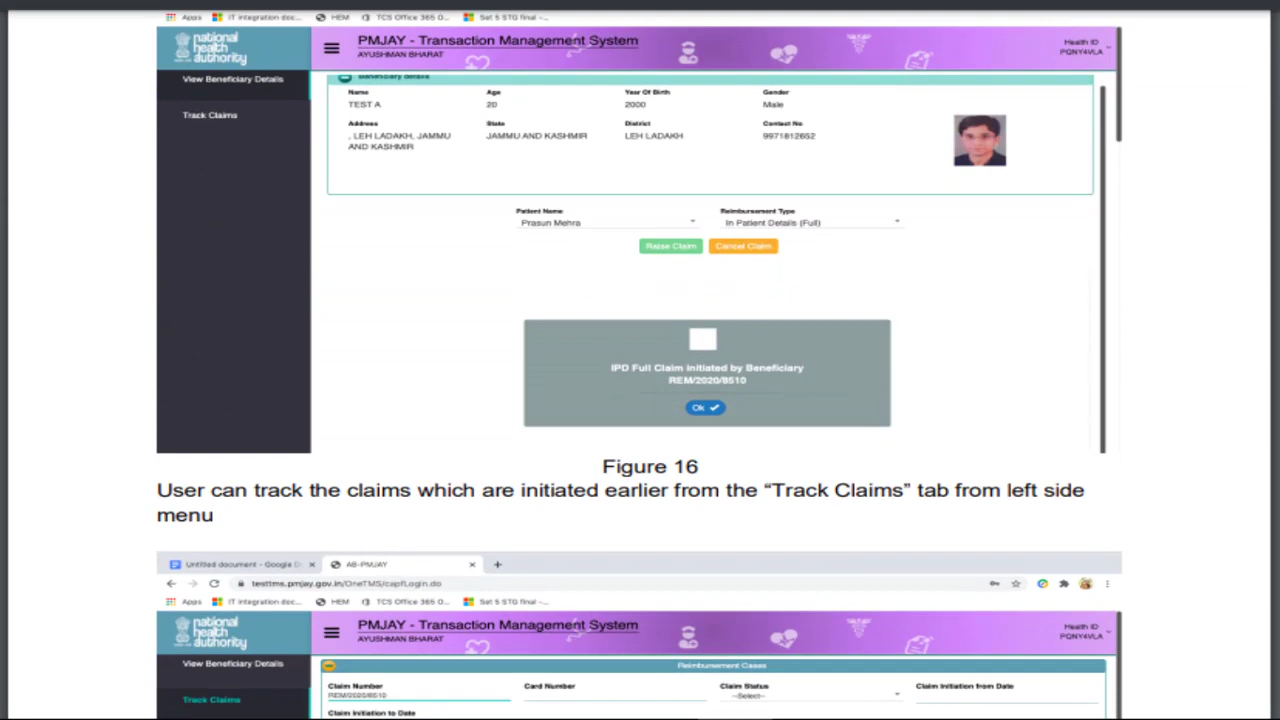 Apps IT integration doc... HEM TCS Office 365 O... Sat 5 STG final -...
national
health
authority
PMJAY - Transaction Management System
AYUSHMAN BHARAT
Health ID
PQNY4VLA
View Beneficiary Details
Track Claims
Beneficiary details
Name Age Year Of Birth Gender
TEST A 20 2000 Male
Address State District Contact No
, LEH LADAKH, JAMMU JAMMU AND KASHMIR LEH LADAKH 9971812652
AND KASHMIR
Patient Name Reimbursement Type
Prasun Mehra In Patient Details (Full)
Raise Claim Cancel Claim
IPD Full Claim Initiated by Beneficiary
REM/2020/8510
Ok
Figure 16
User can track the claims which are initiated earlier from the “Track Claims” tab from left side
menu
Untitled document - Google D AB-PMJAY
testtms.pmjay.gov.in/OneTMS/capfLogin.do
Apps IT integration doc... HEM TCS Office 365 O... Sat 5 STG final -...
national
health
authority
PMJAY - Transaction Management System
AYUSHMAN BHARAT
Health ID
PQNY4VLA
View Beneficiary Details
Track Claims
Reimbursement Cases
Claim Number Card Number Claim Status Claim Initiation from Date
REM/2020/8510 --Select--
Claim Initiation to Date